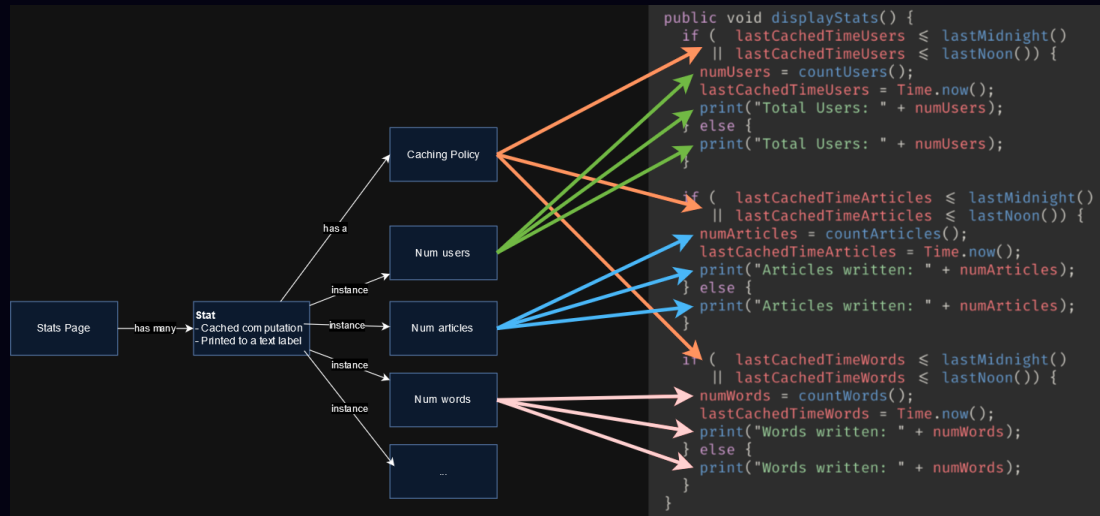 Stats Page
has many
Stat
- Cached computation
- Printed to a text label
has a
instance
instance
instance
instance
Caching Policy
Num users
Num articles
Num words
...
public void displayStats() {
if ( lastCachedTimeUsers ⩽ lastMidnight()
|| lastCachedTimeUsers ⩽ lastNoon()) {
numUsers = countUsers();
lastCachedTimeUsers = Time.now();
print("Total Users: " + numUsers);
} else {
print("Total Users: " + numUsers);
}
if ( lastCachedTimeArticles ⩽ lastMidnight()
|| lastCachedTimeArticles ⩽ lastNoon()) {
numArticles = countArticles();
lastCachedTimeArticles = Time.now();
print("Articles written: " + numArticles);
} else {
print("Articles written: " + numArticles);
}
if ( lastCachedTimeWords ⩽ lastMidnight()
|| lastCachedTimeWords ⩽ lastNoon()) {
numWords = countWords();
lastCachedTimeWords = Time.now();
print("Words written: " + numWords);
} else {
print("Words written: " + numWords);
}
}